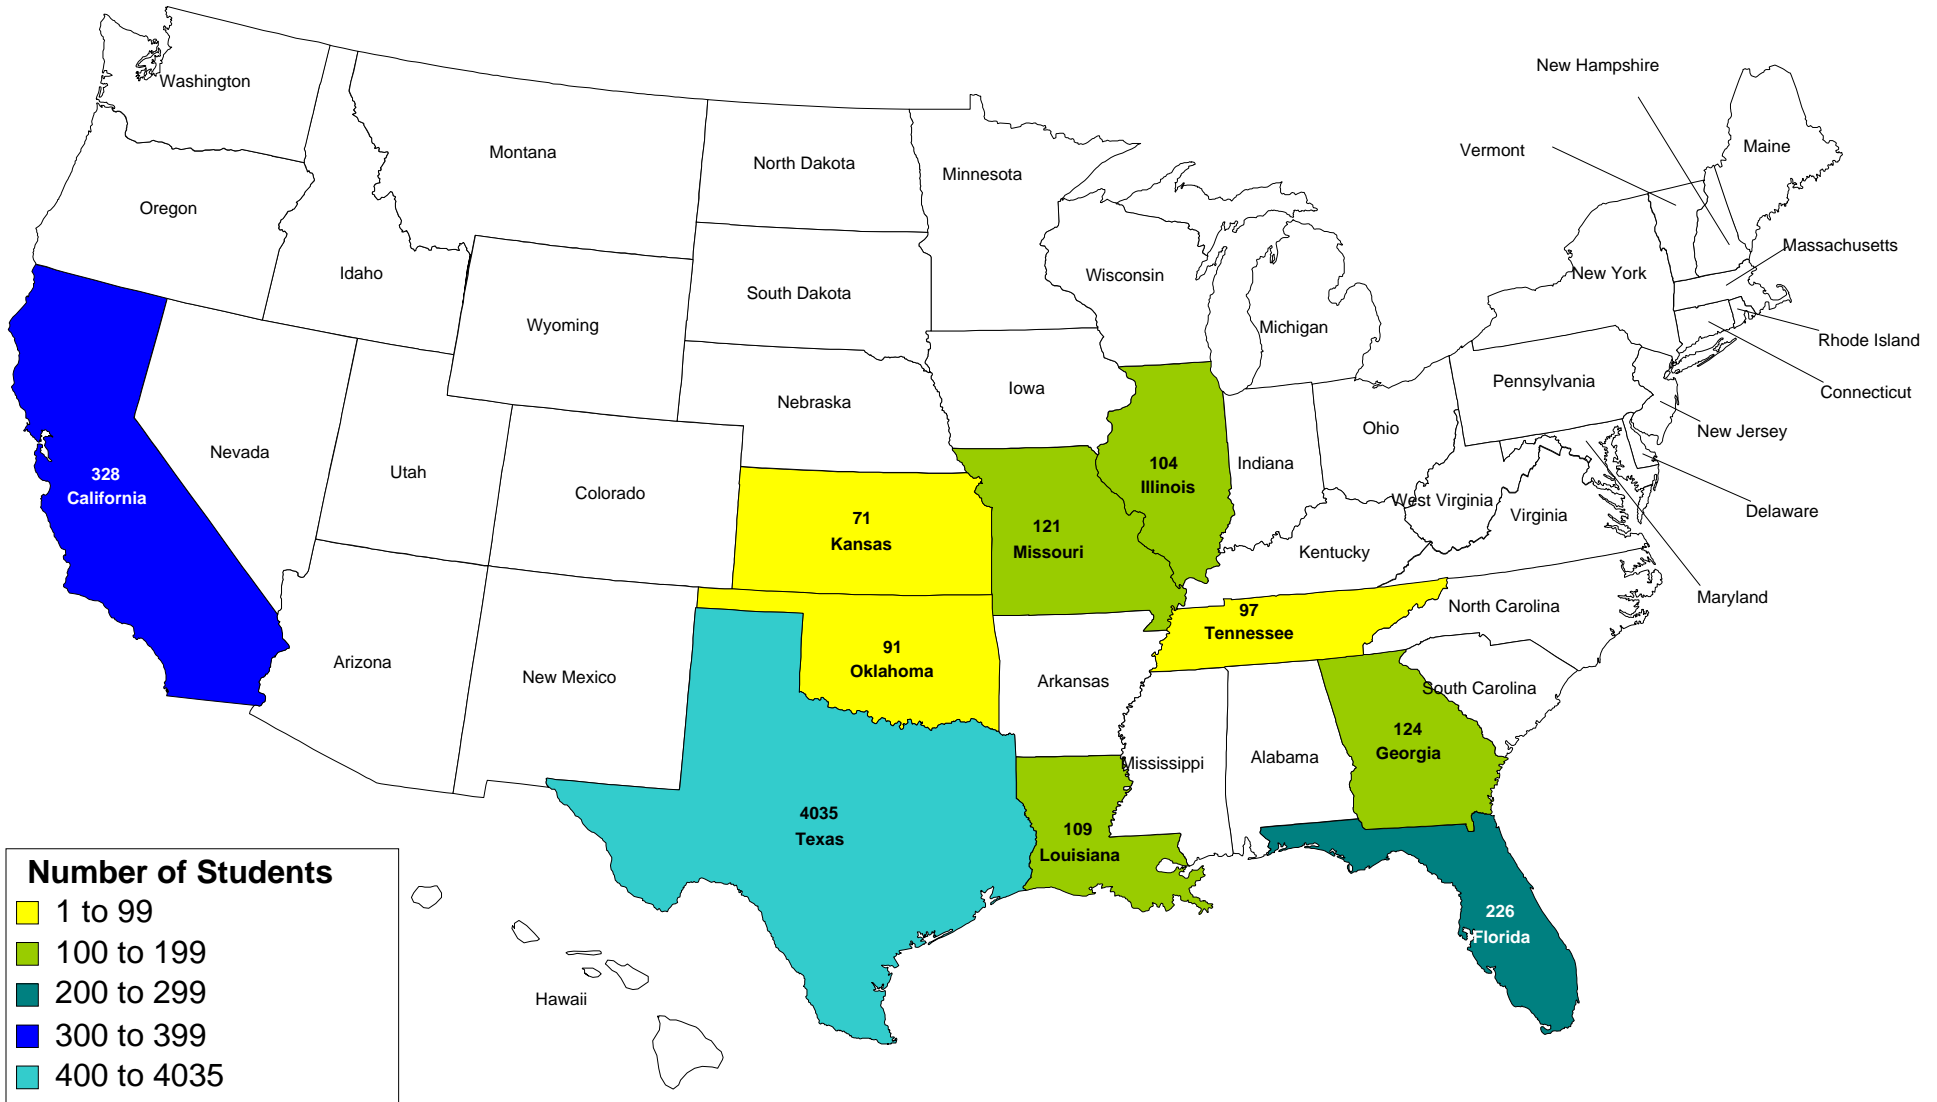 New Hampshire
Washington
Vermont
Maine
Montana
North Dakota
Minnesota
Oregon
Massachusetts
Idaho
New York
Wisconsin
South Dakota
Wyoming
Michigan
Rhode Island
Pennsylvania
Iowa
Connecticut
Nebraska
Ohio
New Jersey
Nevada
Indiana
104
Illinois
328
California
Utah
Colorado
West Virginia
Delaware
Virginia
71
Kansas
121
Missouri
Kentucky
Maryland
North Carolina
97
Tennessee
91
Oklahoma
Arizona
New Mexico
Arkansas
South Carolina
124
Georgia
Alabama
Mississippi
4035
Texas
109
Louisiana
226
Florida
Hawaii
Number of Students
1 to 99
100 to 199
200 to 299
300 to 399
400 to 4035